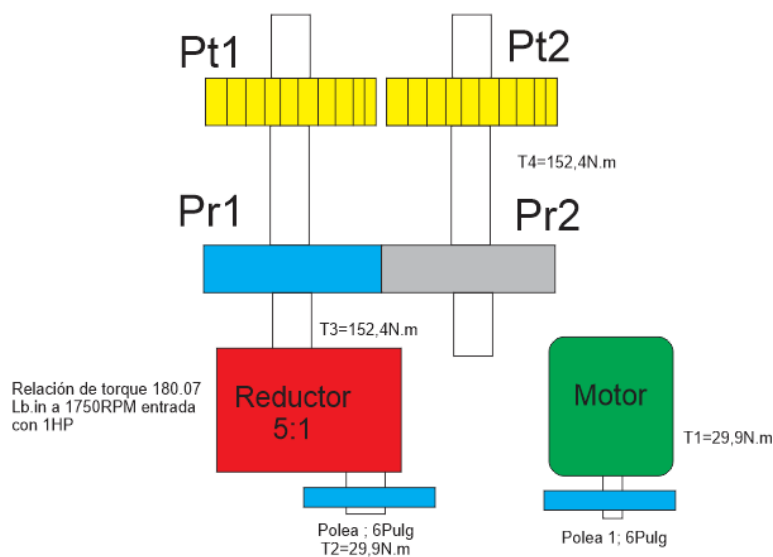 Pt1
Pt2
T4=152,4N.m
Pr1
Pr2
T3=152,4N.m
Relación de torque 180.07
Lb.in a 1750RPM entrada
con 1HP
Reductor
5:1
Motor
T1=29,9N.m
Polea ; 6Pulg
T2=29,9N.m
Polea 1; 6Pulg